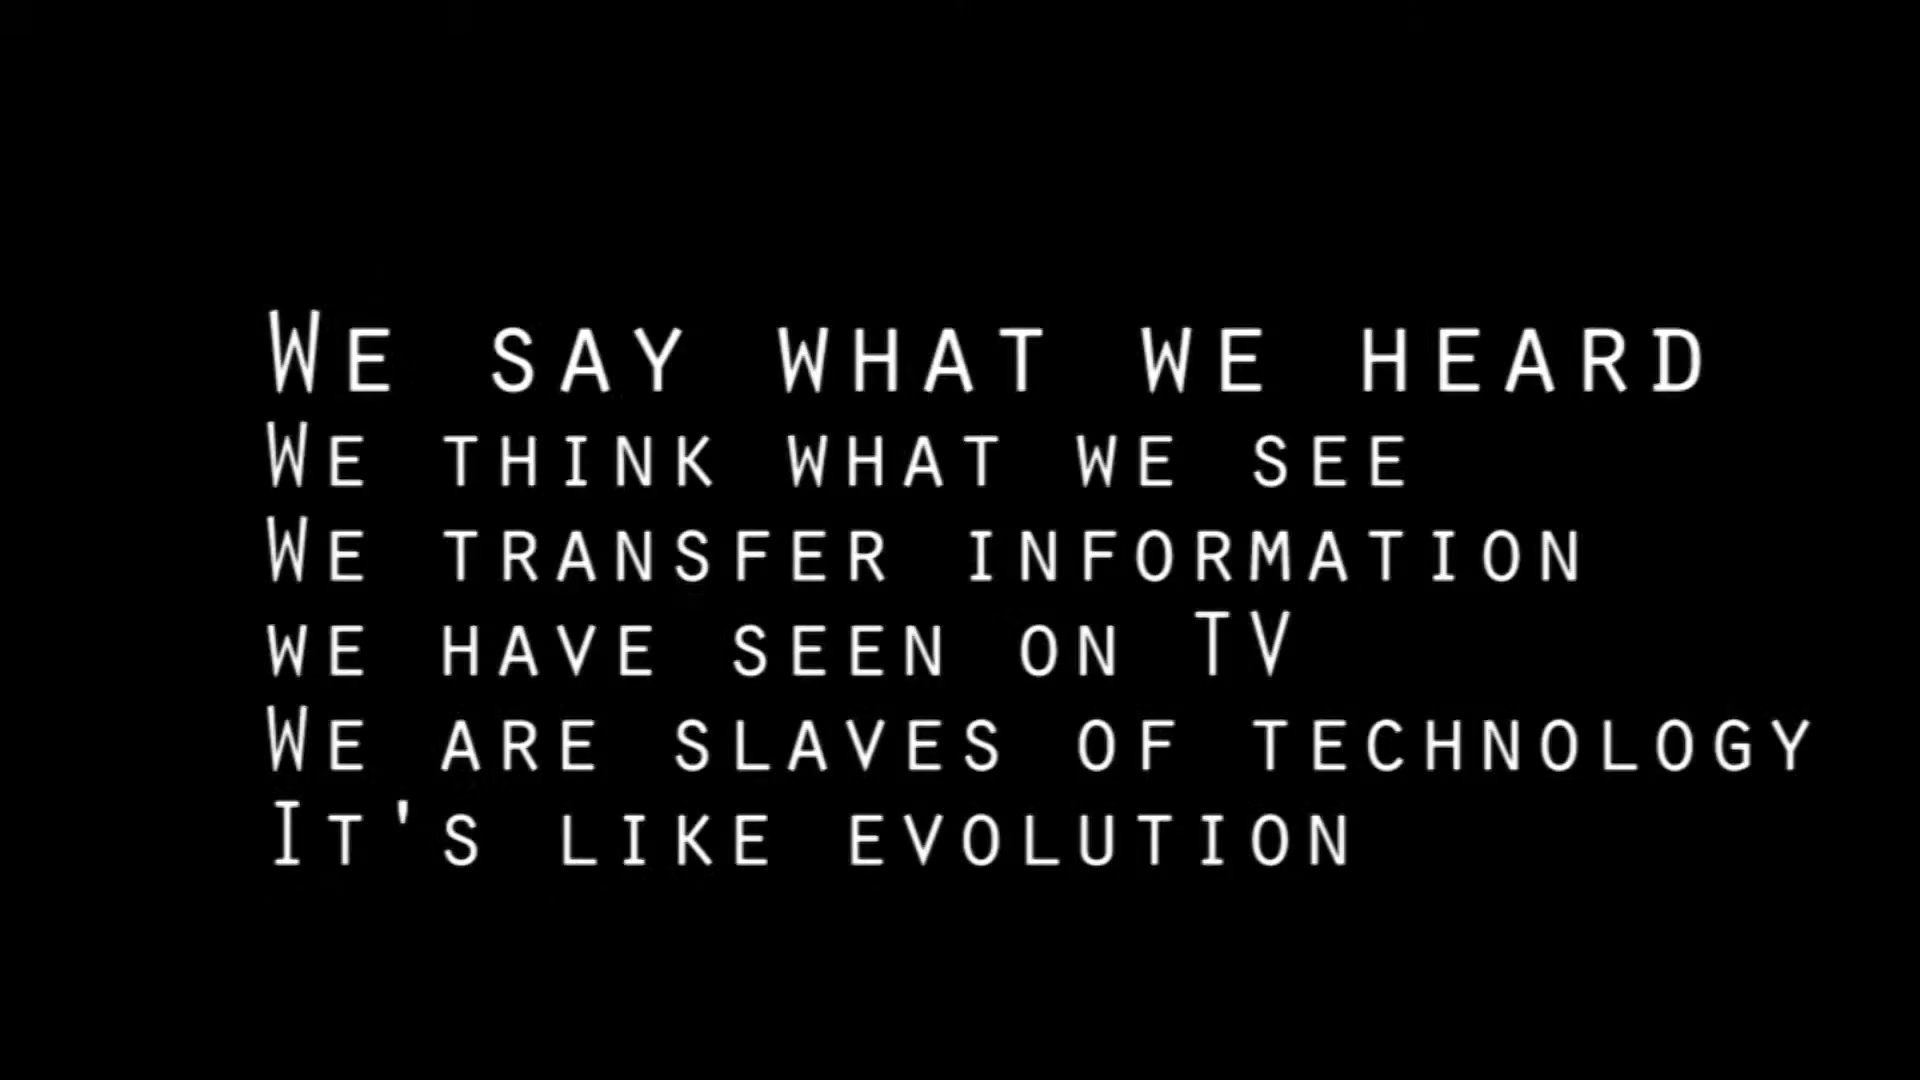 We say what we heard
We think what we see
We transfer information
we have seen on TV
We are slaves of technology
It's like evolution